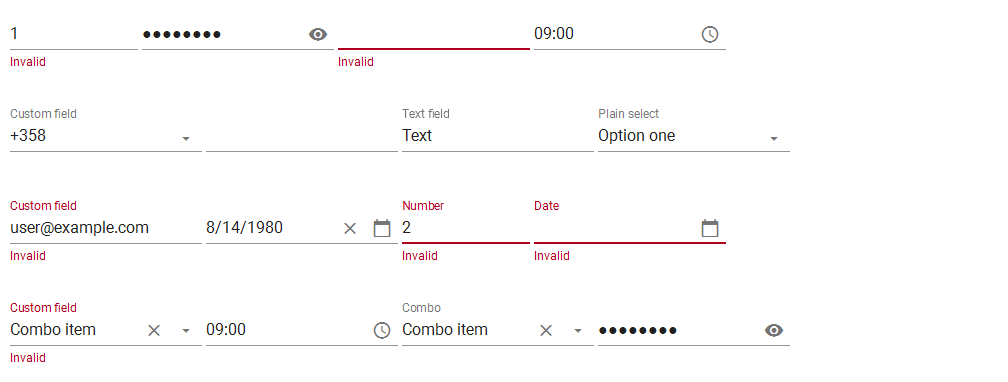 1 ●●●●●●●● 09:00
Invalid Invalid
Custom field Text field Plain select
+358 Text Option one
Custom field Number Date
user@example.com 8/14/1980 2
Invalid Invalid Invalid
Custom field Combo
Combo item 09:00 Combo item ●●●●●●●●
Invalid